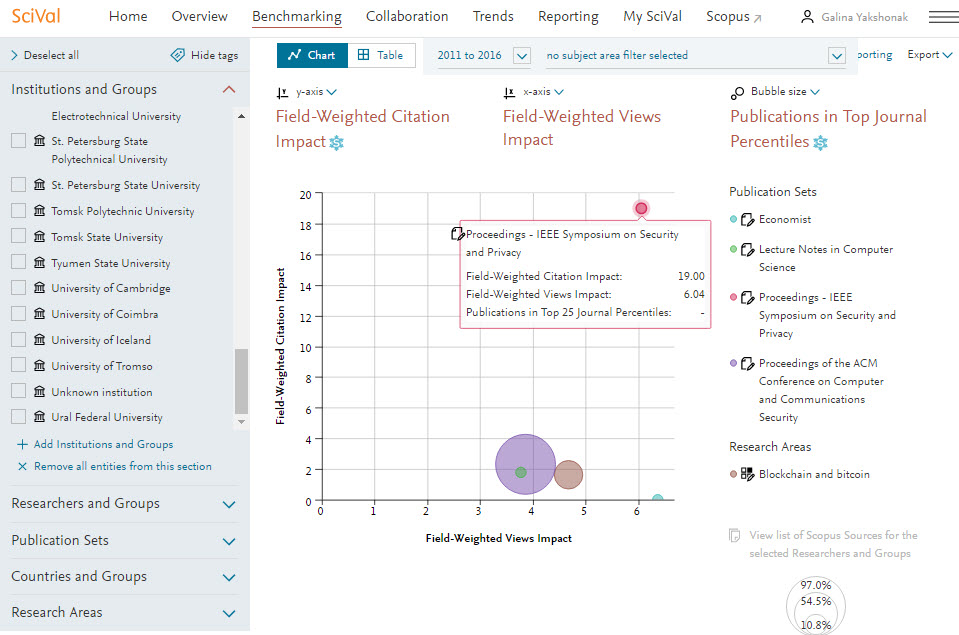 SciVal
Home Overview Benchmarking Collaboration Trends Reporting My SciVal Scopus Galina Yakshonak
Deselect all Hide tags
Institutions and Groups
Electrotechnical University
St. Petersburg State
Polytechnical University
St. Petersburg State University
Tomsk Polytechnic University
Tomsk State University
Tyumen State University
University of Cambridge
University of Coimbra
University of Iceland
University of Tromso
Unknown institution
Ural Federal University
Add Institutions and Groups
Remove all entities from this section
Researchers and Groups
Publication Sets
Countries and Groups
Research Areas
Chart Table 2011 to 2016 no subject area filter selected porting Export
y-axis
Field-Weighted Citation
Impact
x-axis
Field-Weighted Views
Impact
Bubble size
Publications in Top Journal
Percentiles
20
18
16
14
12
10
8
6
4
2
0
0 1 2 3 4 5 6
Field-Weighted Citation Impact
Field-Weighted Views Impact
Proceedings - IEEE Symposium on Security
and Privacy
Field-Weighted Citation Impact: 19.00
Field-Weighted Views Impact: 6.04
Publications in Top 25 Journal Percentiles: -
Publication Sets
Economist
Lecture Notes in Computer
Science
Proceedings - IEEE
Symposium on Security and
Privacy
Proceedings of the ACM
Conference on Computer
and Communications
Security
Research Areas
Blockchain and bitcoin
View list of Scopus Sources for the
selected Researchers and Groups
97.0%
54.5%
10.8%